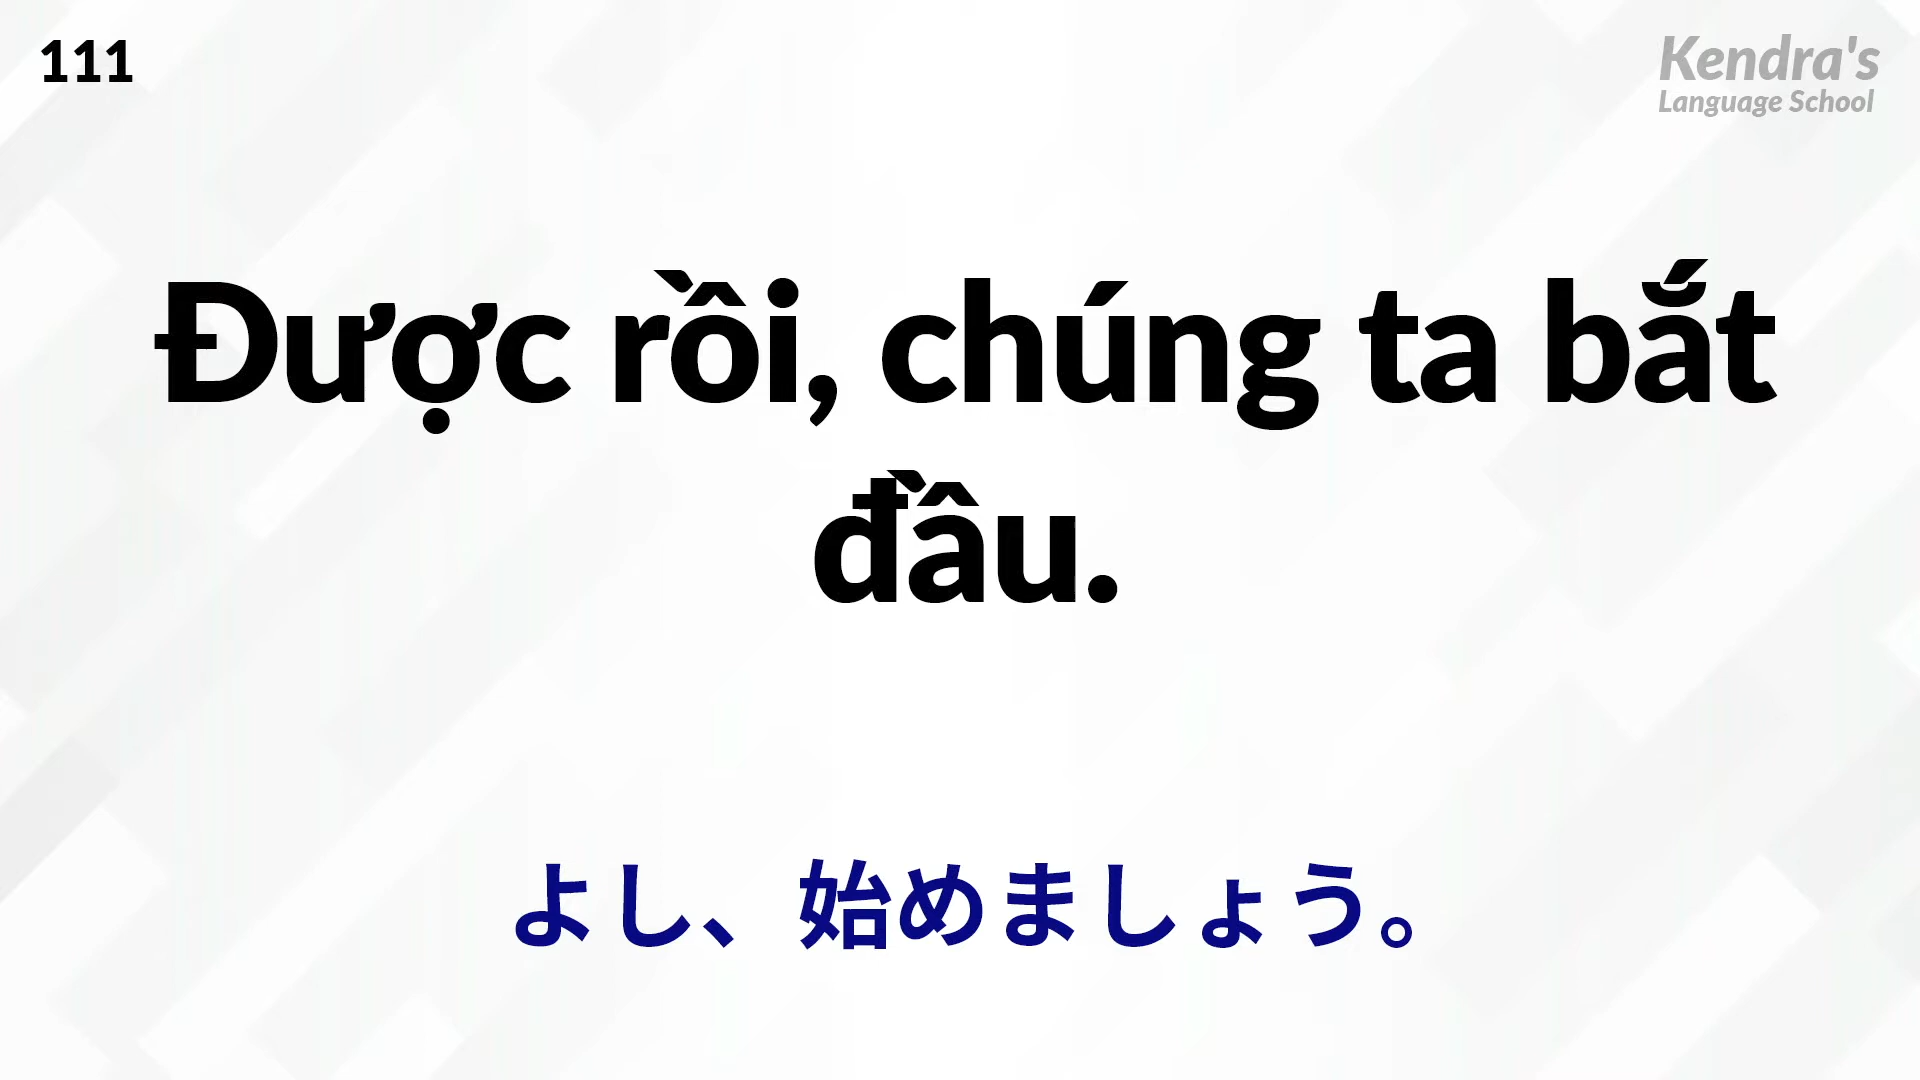 111
Kendra's
Language School
Được rồi, chúng ta bắt
đầu.
よし、始めましょう。